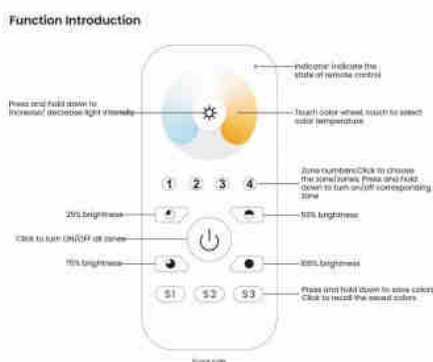 Function Introduction
Indicator: Indicate the
state of remote control
Press and hold down to
increase/ decrease light intensity
Touch color wheel, touch to select
color temperature
Zone numbers:Click to choose
the zone/zones; Press and hold
down to turn on/off corresponding
zone
1 2 3 4
25% brightness
50% brightness
Click to turn ON/OFF all zones
75% brightness
100% brightness
S1 S2 S3
Press and hold down to save colors
Click to recall the saved colors